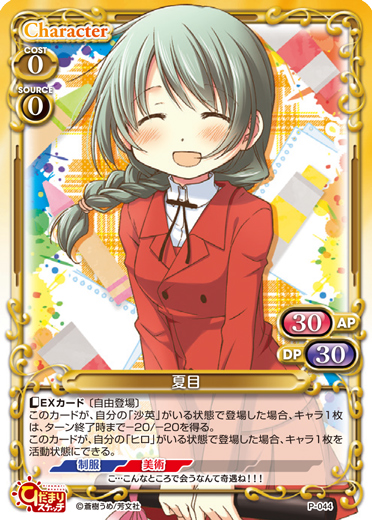 Character
COST
0
SOURCE
0
30 AP
DP 30
夏目
EXカード〔自由登場〕
このカードが、自分の「沙英」がいる状態で登場した場合、キャラ1枚
は、ターン終了時まで-20/-20を得る。
このカードが、自分の「ヒロ」がいる状態で登場した場合、キャラ1枚を
活動状態にできる。
制服 美術
こ…こんなところで会うなんて奇遇ね!!!
ひだまり
スケッチ
©蒼樹うめ/芳文社
P-044